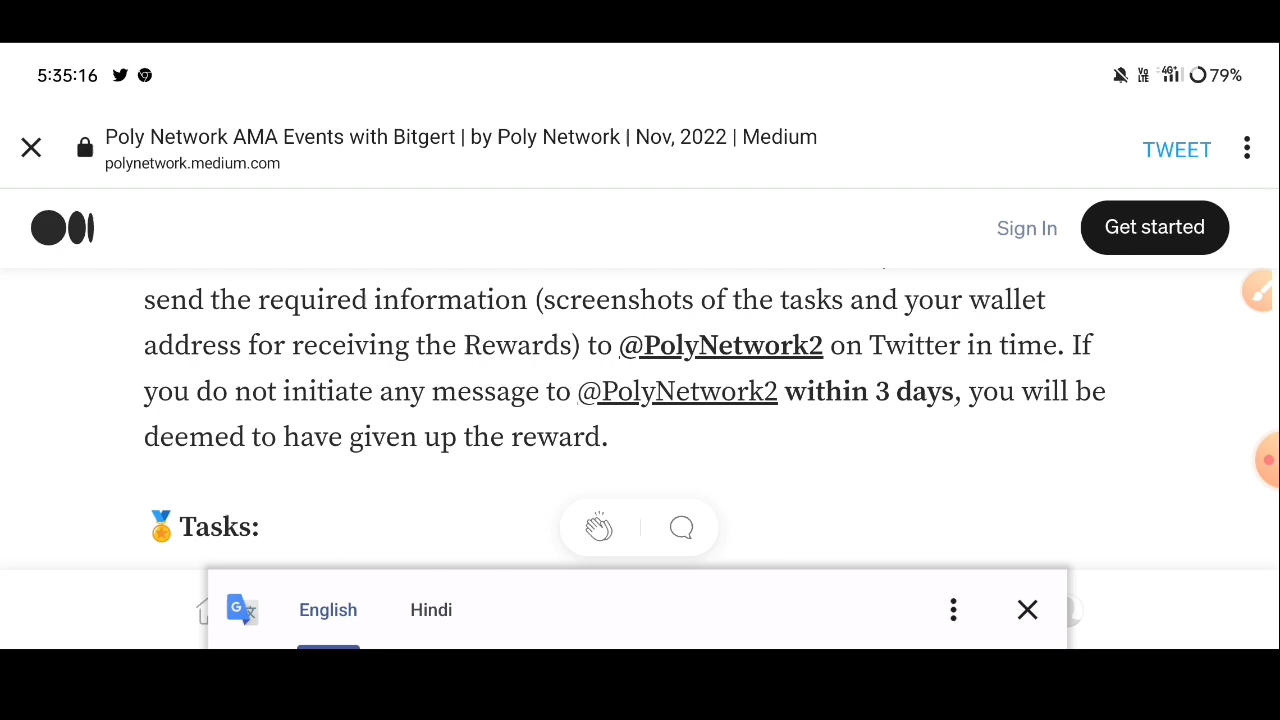 5:35:16
Vo LTE 4G+ 79%
Poly Network AMA Events with Bitgert | by Poly Network | Nov, 2022 | Medium
polynetwork.medium.com
TWEET
Sign In
Get started
send the required information (screenshots of the tasks and your wallet
address for receiving the Rewards) to @PolyNetwork2 on Twitter in time. If
you do not initiate any message to @PolyNetwork2 within 3 days, you will be
deemed to have given up the reward.
🏅Tasks:
English
Hindi